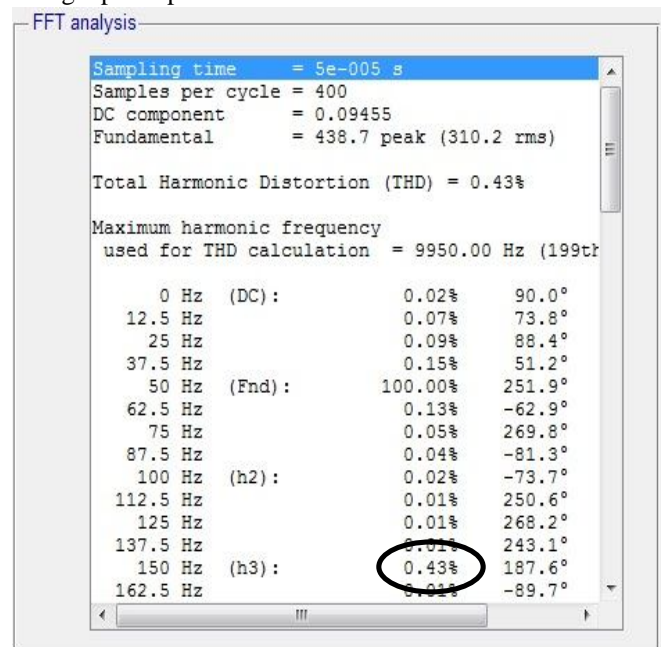 FFT analysis
Sampling time = 5e-005 s
Samples per cycle = 400
DC component = 0.09455
Fundamental = 438.7 peak (310.2 rms)
Total Harmonic Distortion (THD) = 0.43%
Maximum harmonic frequency
used for THD calculation = 9950.00 Hz (199th
0 Hz (DC): 0.02% 90.0°
12.5 Hz 0.07% 73.8°
25 Hz 0.09% 88.4°
37.5 Hz 0.15% 51.2°
50 Hz (Fnd): 100.00% 251.9°
62.5 Hz 0.13% -62.9°
75 Hz 0.05% 269.8°
87.5 Hz 0.04% -81.3°
100 Hz (h2): 0.02% -73.7°
112.5 Hz 0.01% 250.6°
125 Hz 0.01% 268.2°
137.5 Hz 0.01% 243.1°
150 Hz (h3): 0.43% 187.6°
162.5 Hz 0.01% -89.7°